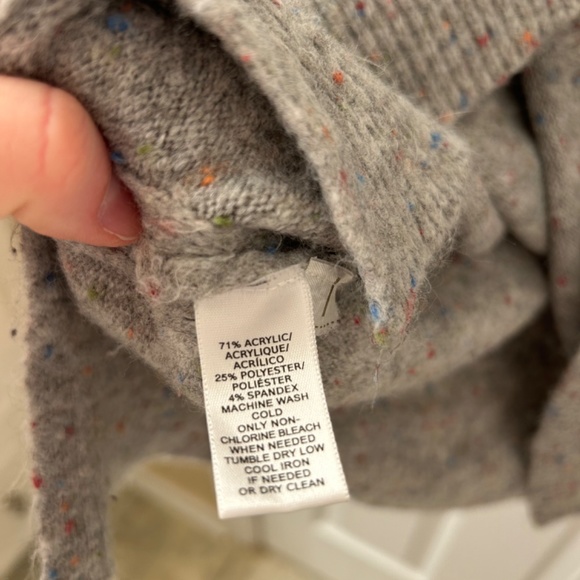 71% ACRYLIC/
ACRYLIQUE/
ACRÍLICO
25% POLYESTER/
POLIÉSTER
4% SPANDEX
MACHINE WASH
COLD
ONLY NON-
CHLORINE BLEACH
WHEN NEEDED
TUMBLE DRY LOW
COOL IRON
IF NEEDED
OR DRY CLEAN